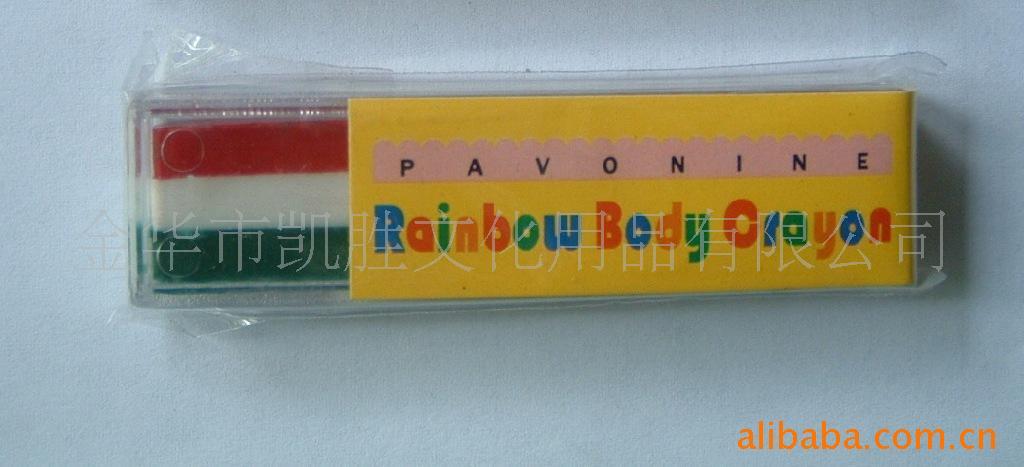 PAVONINE
Rainbow Body Crayon
金华市凯胜文化用品有限公司
alibaba.com.cn